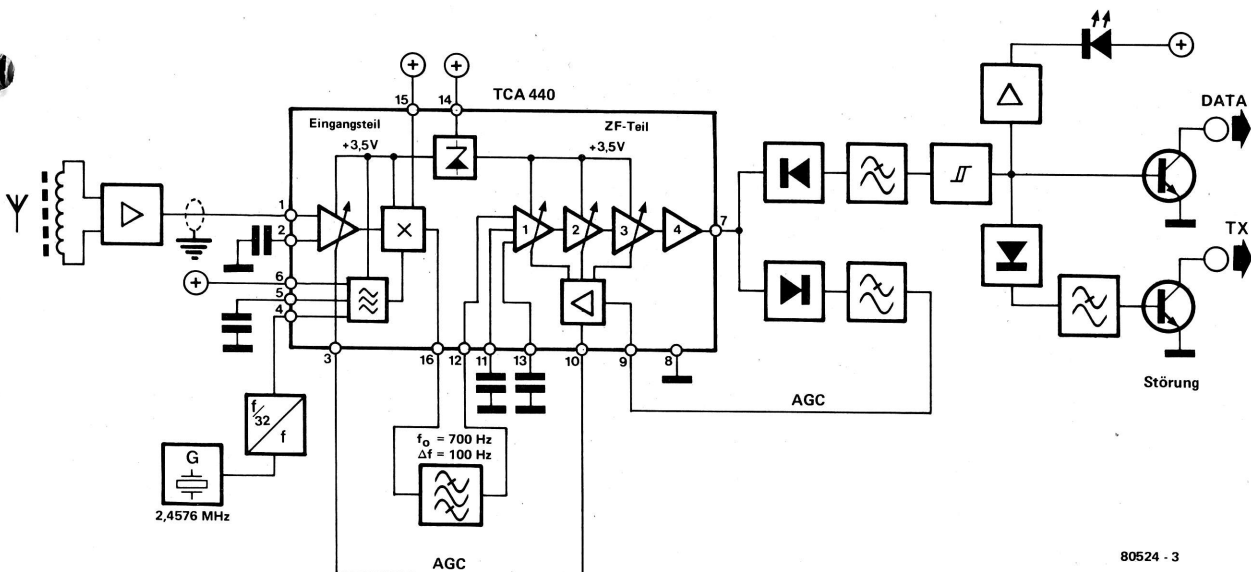 TCA 440
Eingangsteil
ZF-Teil
+3,5V
+3,5V
15
14
1
2
6
5
4
3
16
12
11
13
10
9
8
7
1
2
3
4
DATA
TX
Störung
AGC
f/32
f
G
2,4576 MHz
fo = 700 Hz
Δf = 100 Hz
AGC
80524 - 3